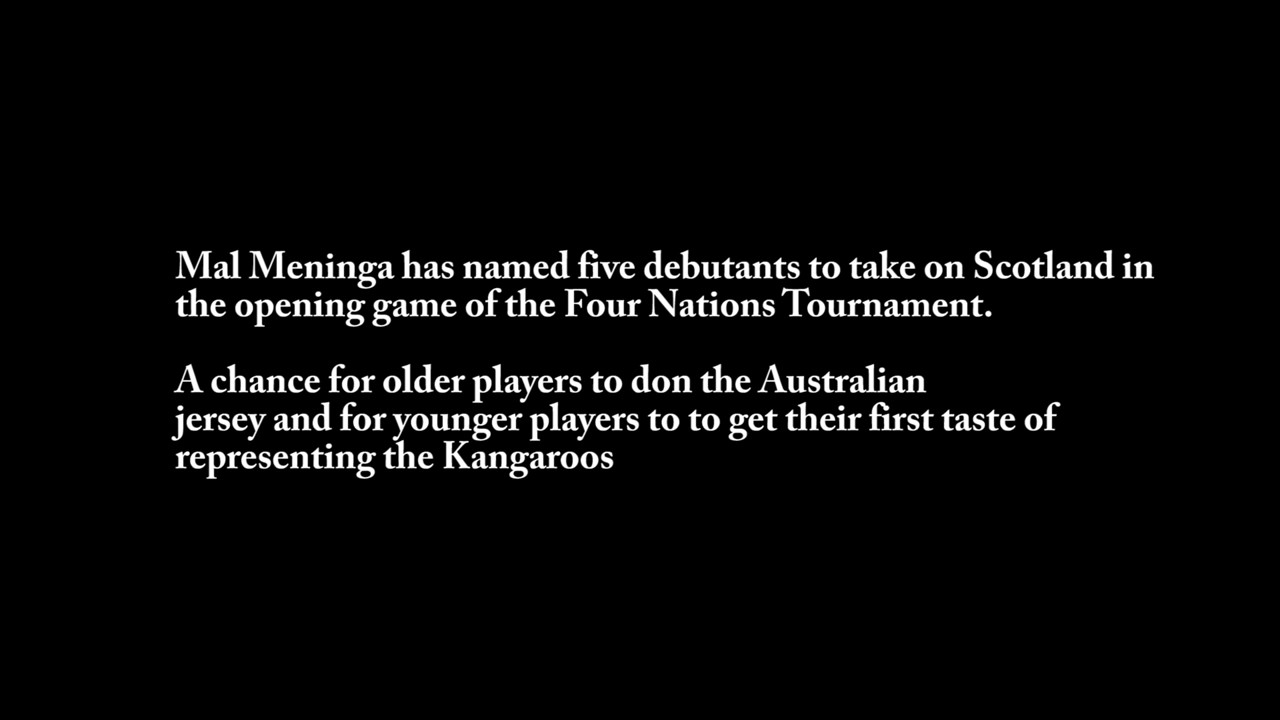 Mal Meninga has named five debutants to take on Scotland in
the opening game of the Four Nations Tournament.
A chance for older players to don the Australian
jersey and for younger players to to get their first taste of
representing the Kangaroos